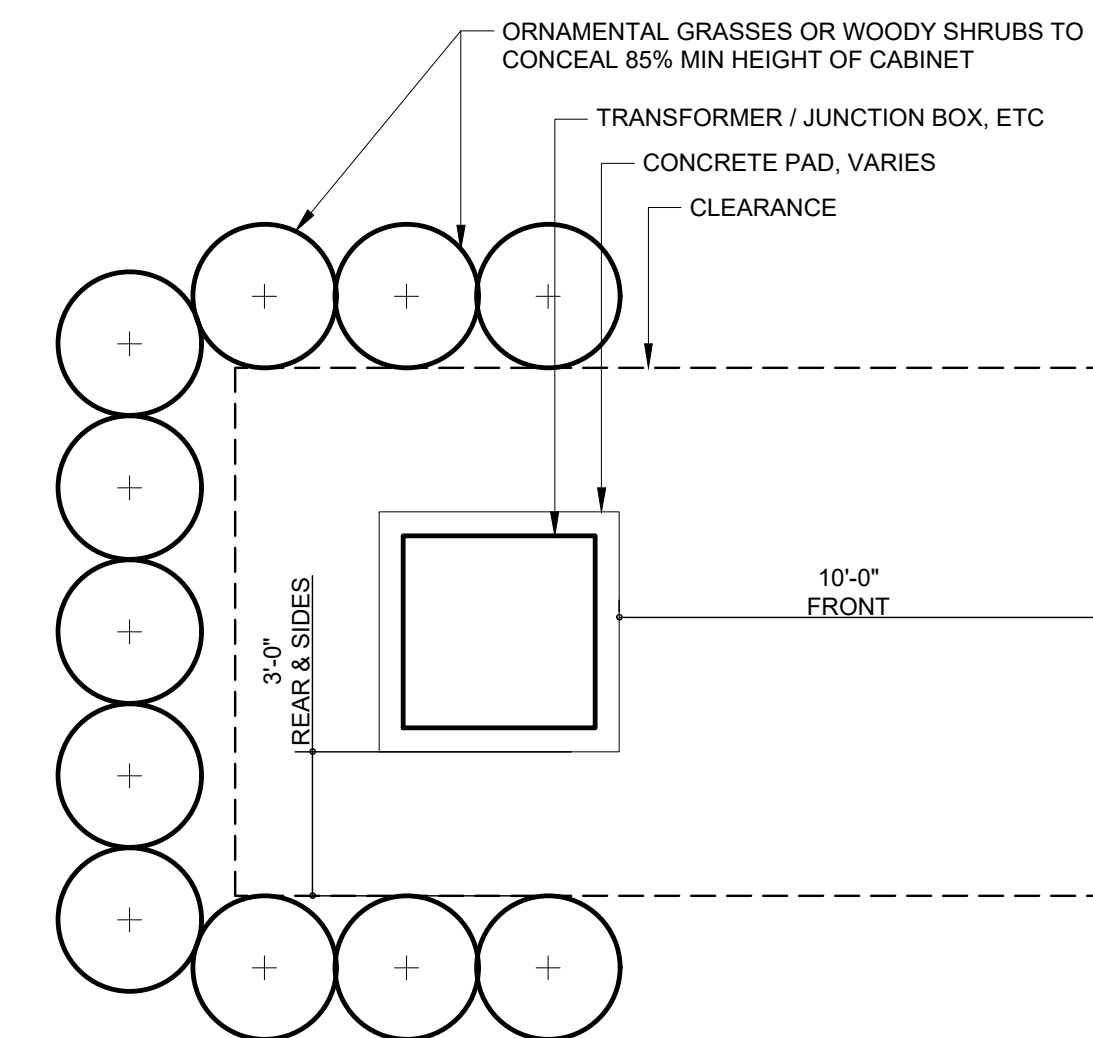 ORNAMENTAL GRASSES OR WOODY SHRUBS TO
CONCEAL 85% MIN HEIGHT OF CABINET
TRANSFORMER / JUNCTION BOX, ETC
CONCRETE PAD, VARIES
CLEARANCE
10'-0"
FRONT
3'-0"
REAR & SIDES